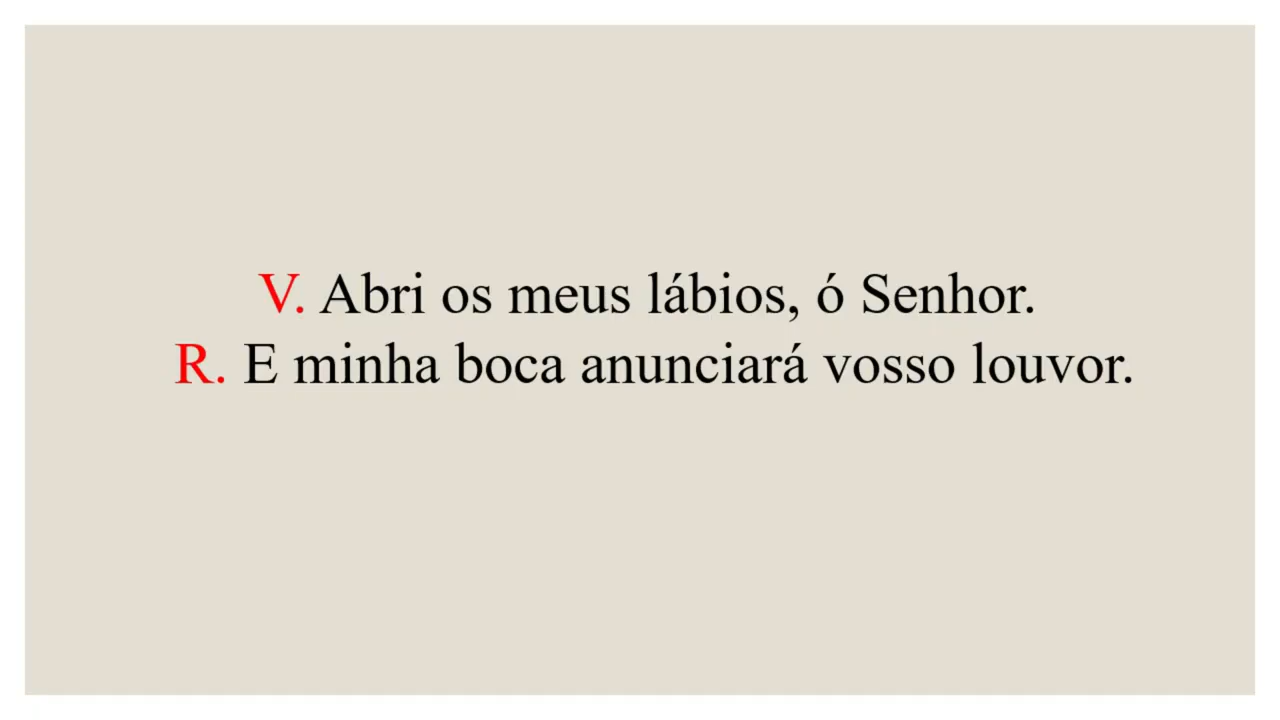 V. Abri os meus lábios, ó Senhor.
R. E minha boca anunciará vosso louvor.